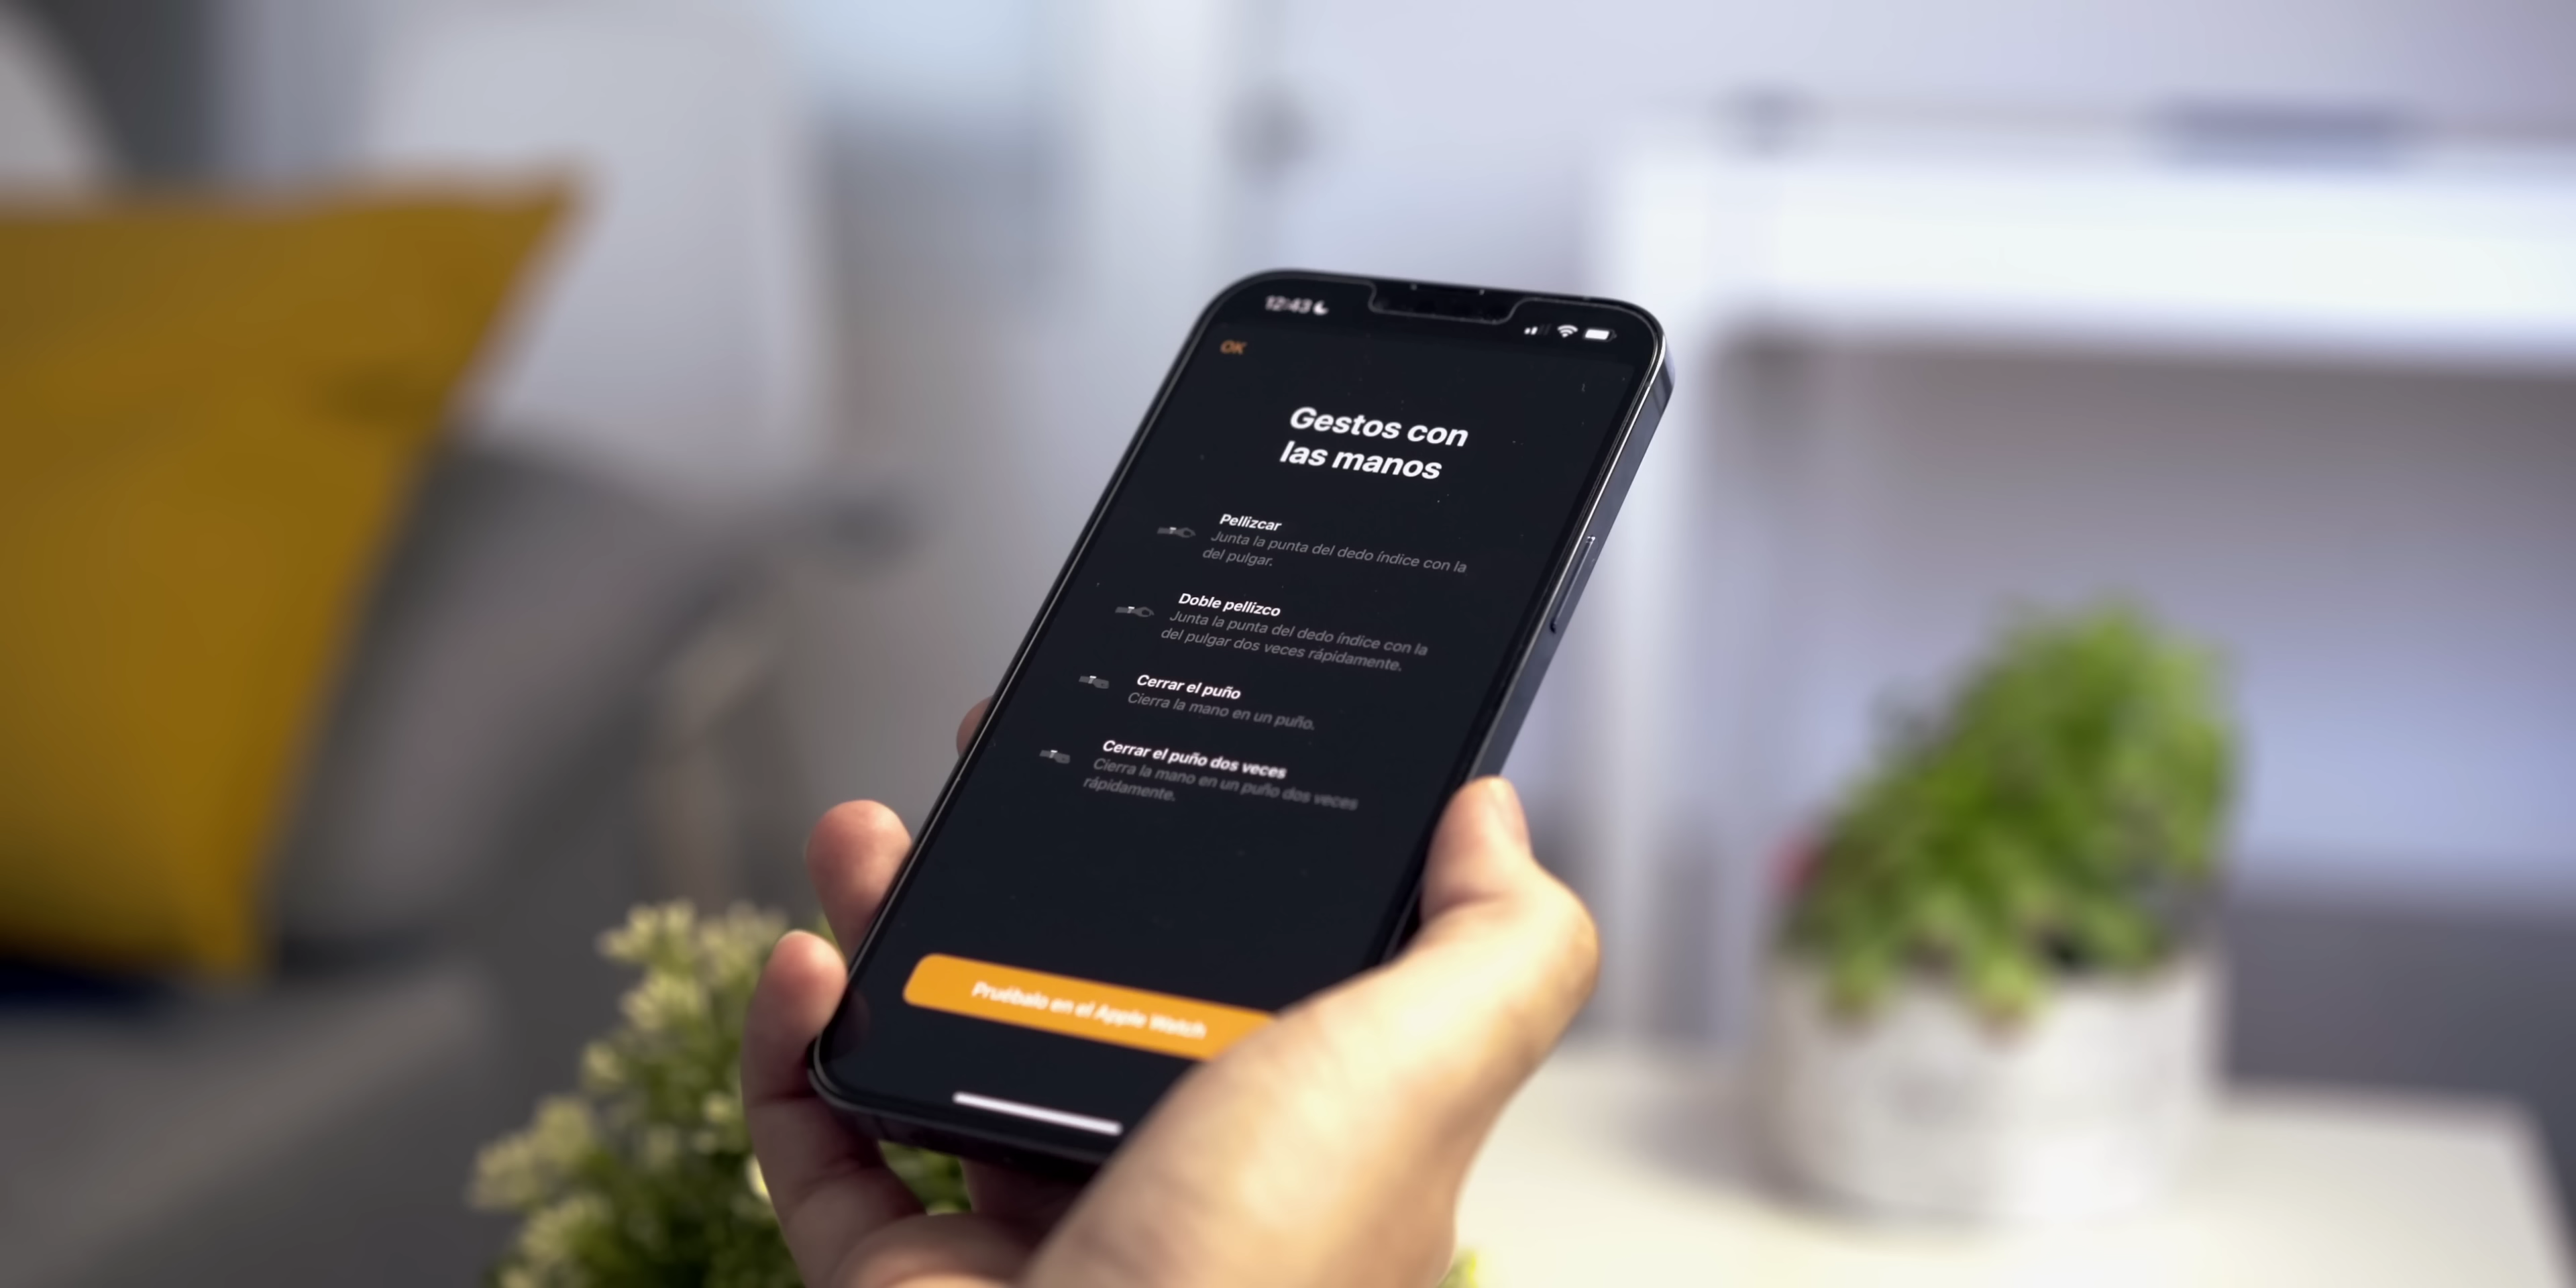 12:43
OK
Gestos con
las manos
Pellizcar
Junta la punta del dedo índice con la
del pulgar.
Doble pellizco
Junta la punta del dedo índice con la
del pulgar dos veces rápidamente.
Cerrar el puño
Cierra la mano en un puño.
Cerrar el puño dos veces
Cierra la mano en un puño dos veces
rápidamente.
Pruébalo en el Apple Watch